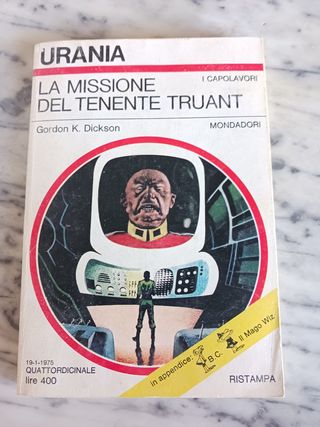 URANIA
I CAPOLAVORI
LA MISSIONE
DEL TENENTE TRUANT
Gordon K. Dickson
MONDADORI
in appendice:
B.C.
Il Mago Wiz
19-1-1975
QUATTORDICINALE
lire 400
RISTAMPA